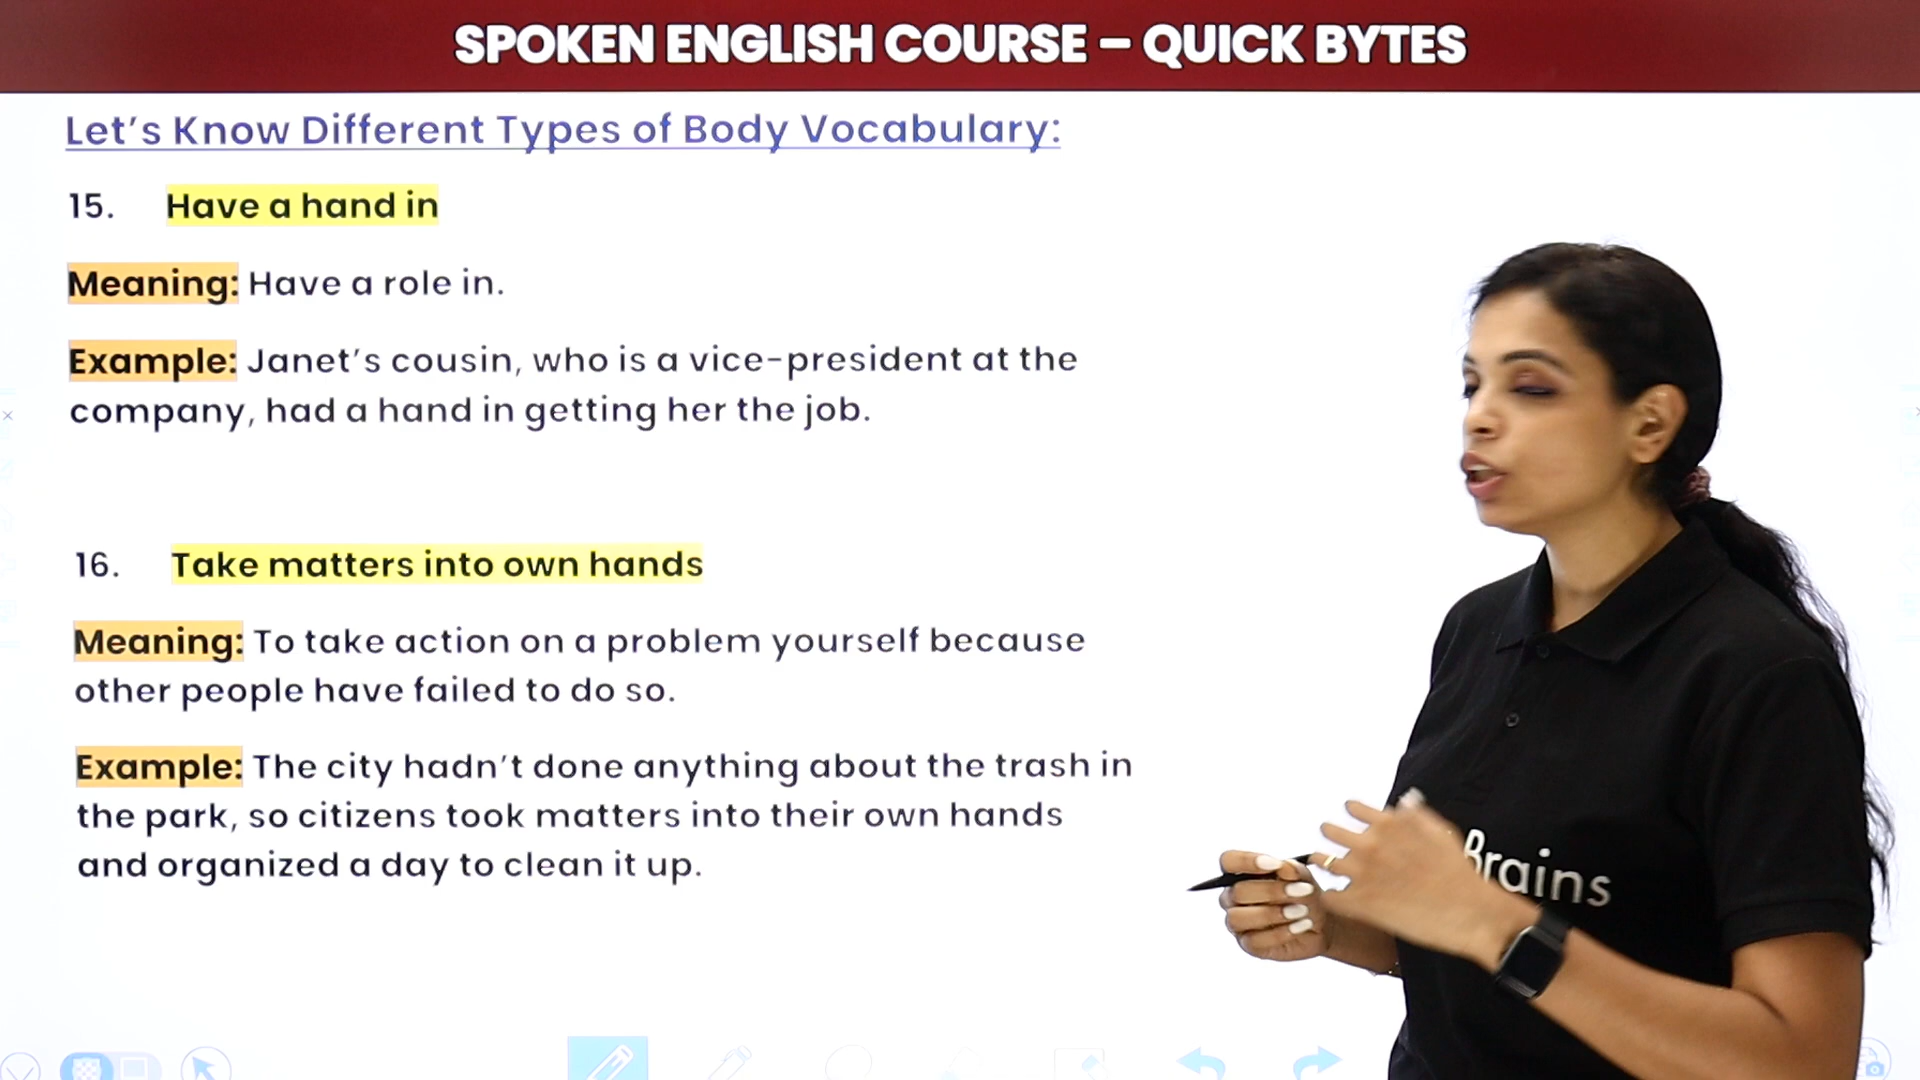 SPOKEN ENGLISH COURSE – QUICK BYTES
Let's Know Different Types of Body Vocabulary:
15. Have a hand in
Meaning: Have a role in.
Example: Janet's cousin, who is a vice-president at the
company, had a hand in getting her the job.
16. Take matters into own hands
Meaning: To take action on a problem yourself because
other people have failed to do so.
Example: The city hadn't done anything about the trash in
the park, so citizens took matters into their own hands
and organized a day to clean it up.
Brains